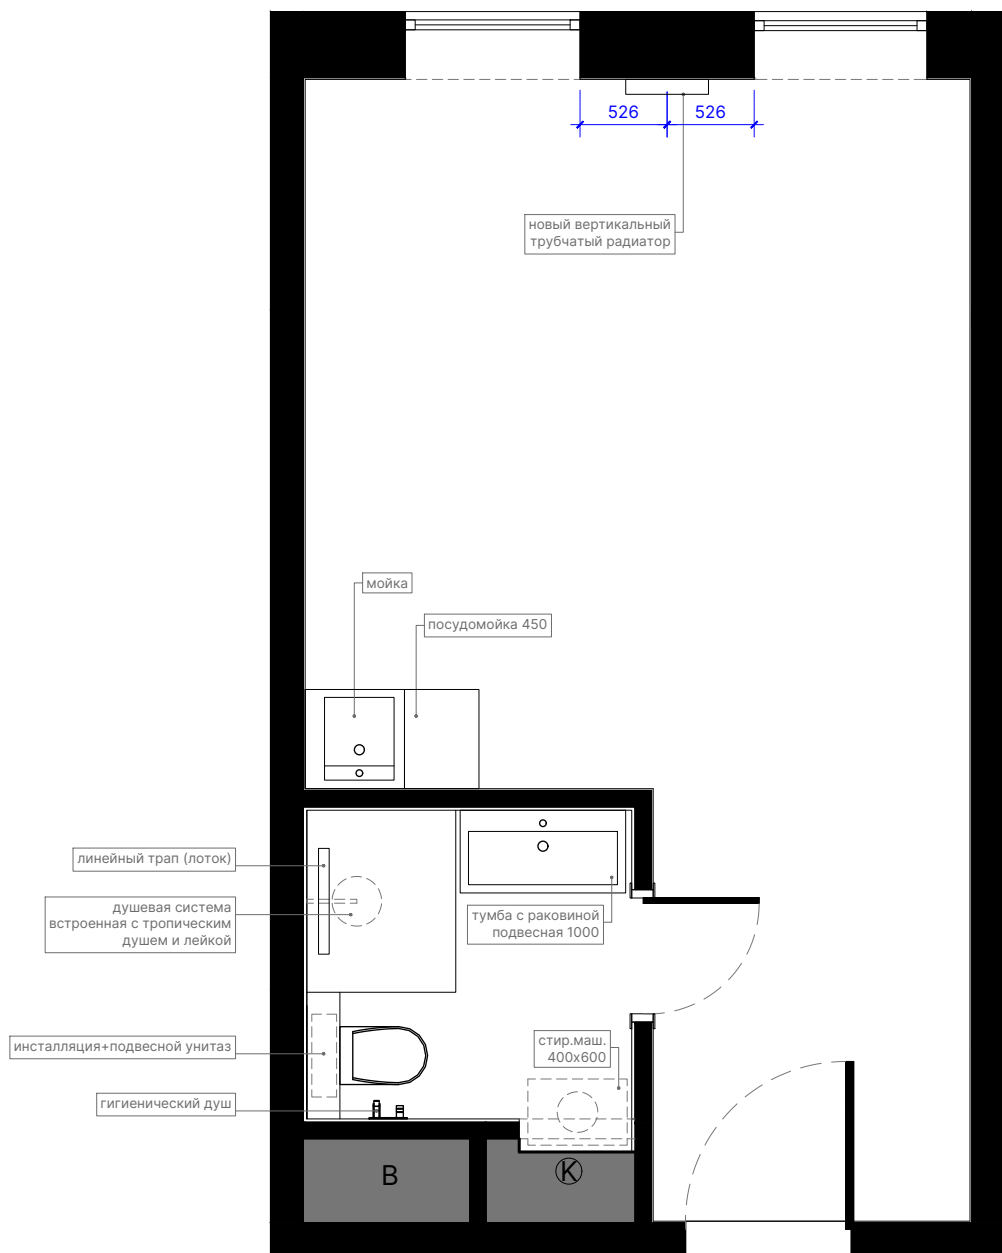 526
526
новый вертикальный
трубчатый радиатор
мойка
посудомойка 450
линейный трап (лоток)
душевая система
встроенная с тропическим
душем и лейкой
тумба с раковиной
подвесная 1000
инсталляция+подвесной унитаз
стир.маш.
400х600
гигиенический душ
В
К